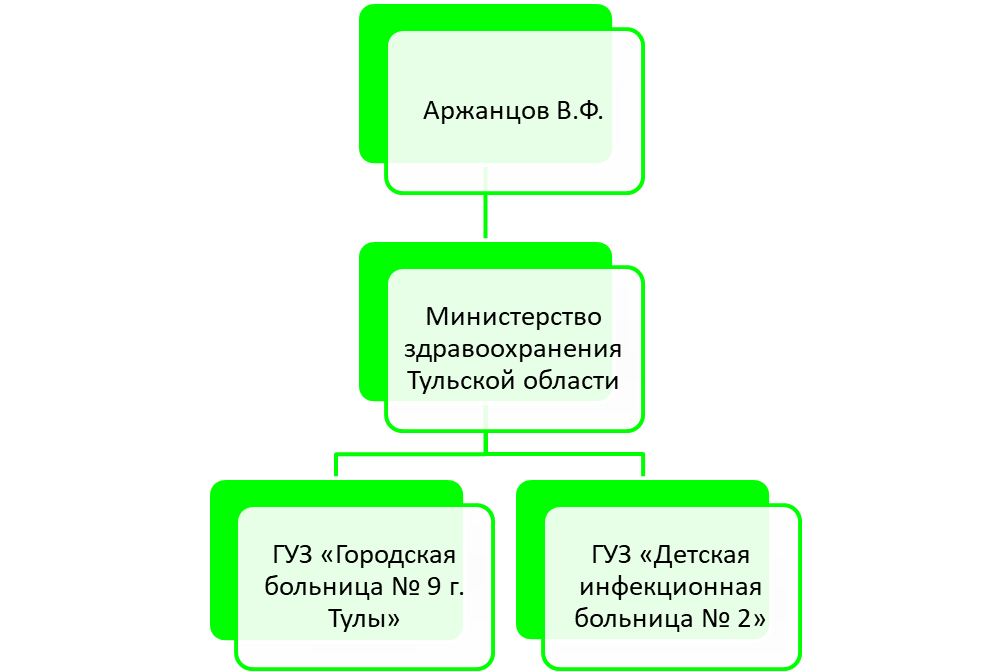 Аржанцов В.Ф.
Министерство
здравоохранения
Тульской области
ГУЗ «Городская
больница № 9 г.
Тулы»
ГУЗ «Детская
инфекционная
больница № 2»